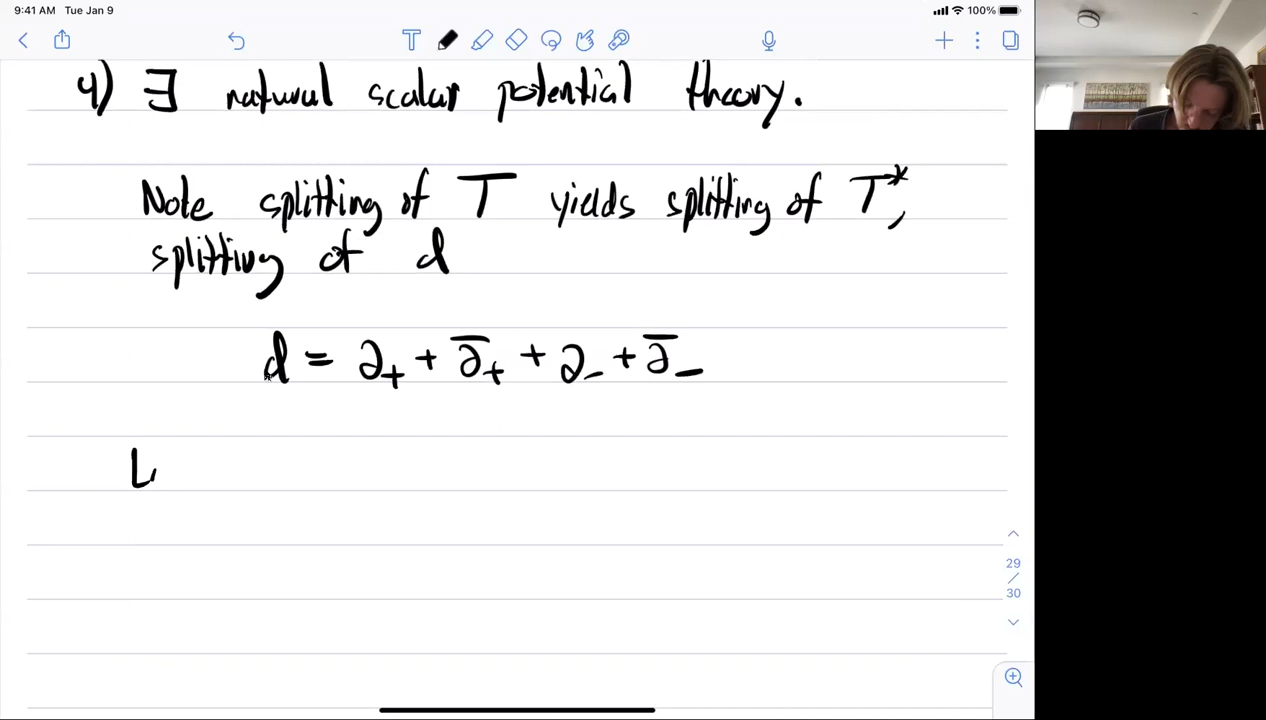 9:41 AM Tue Jan 9
100%
4) ∃ natural scalar potential theory.
Note splitting of T yields splitting of T*,
splitting of d
d = ∂₊ + ∂̅₊ + ∂₋ + ∂̅₋
L
29
/
30